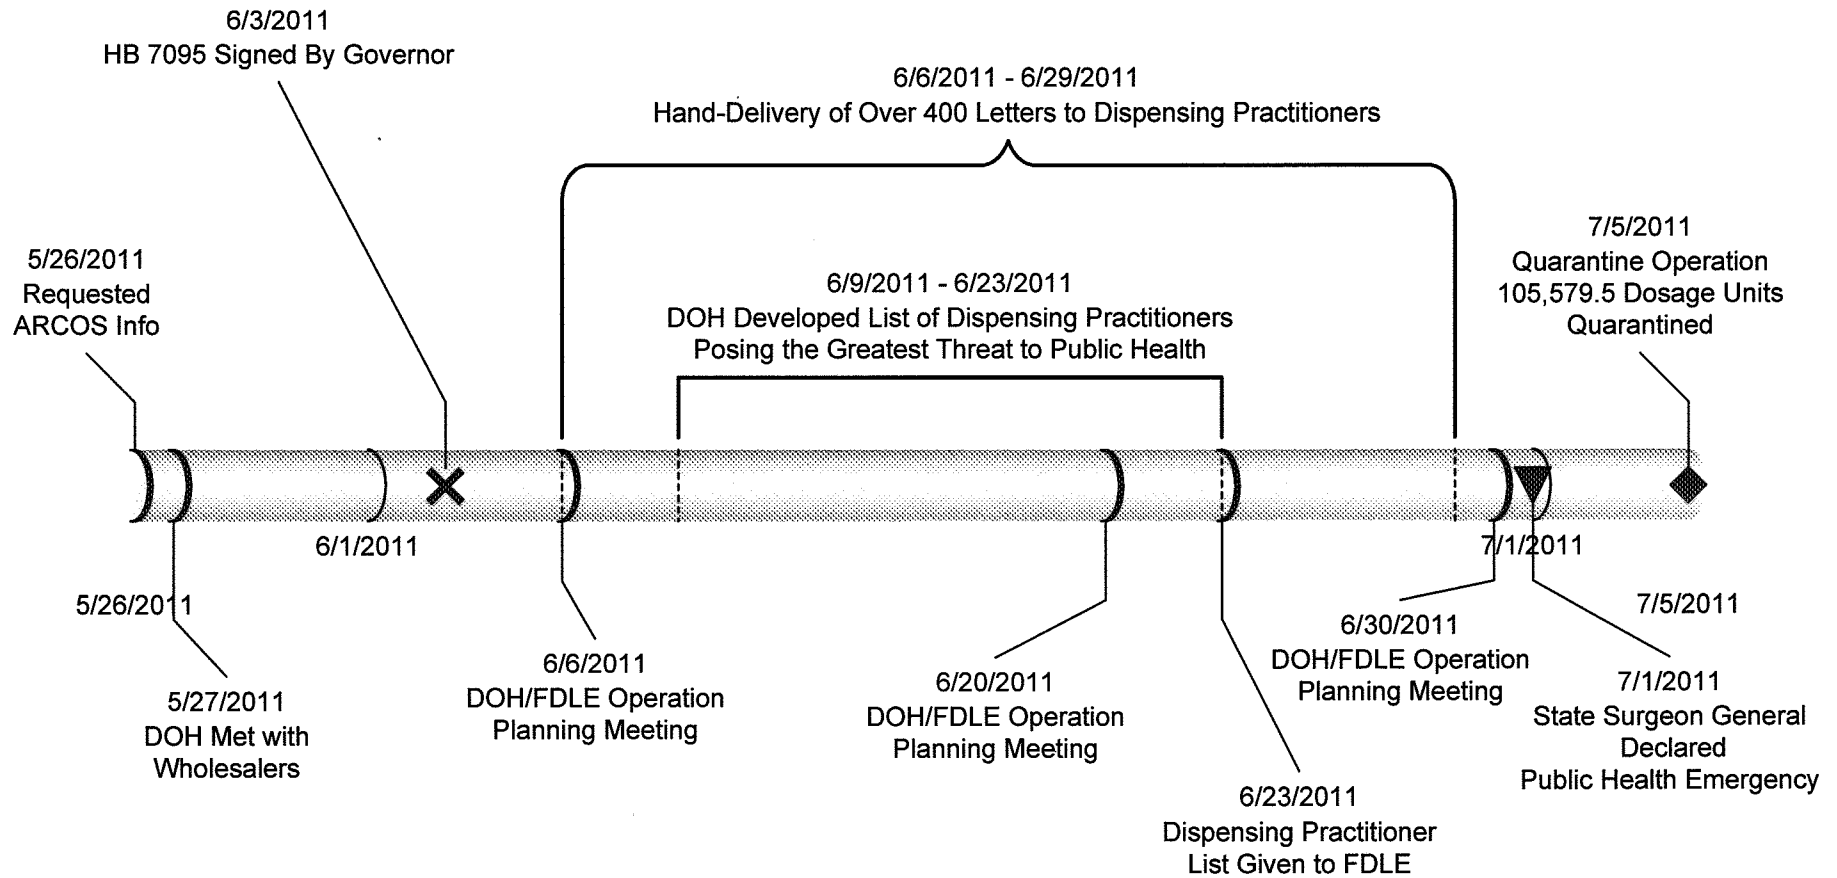 6/3/2011
HB 7095 Signed By Governor
6/6/2011 - 6/29/2011
Hand-Delivery of Over 400 Letters to Dispensing Practitioners
5/26/2011
Requested
ARCOS Info
6/9/2011 - 6/23/2011
DOH Developed List of Dispensing Practitioners
Posing the Greatest Threat to Public Health
7/5/2011
Quarantine Operation
105,579.5 Dosage Units
Quarantined
6/1/2011
7/1/2011
5/26/2011
7/5/2011
5/27/2011
DOH Met with
Wholesalers
6/6/2011
DOH/FDLE Operation
Planning Meeting
6/20/2011
DOH/FDLE Operation
Planning Meeting
6/23/2011
Dispensing Practitioner
List Given to FDLE
6/30/2011
DOH/FDLE Operation
Planning Meeting
7/1/2011
State Surgeon General
Declared
Public Health Emergency